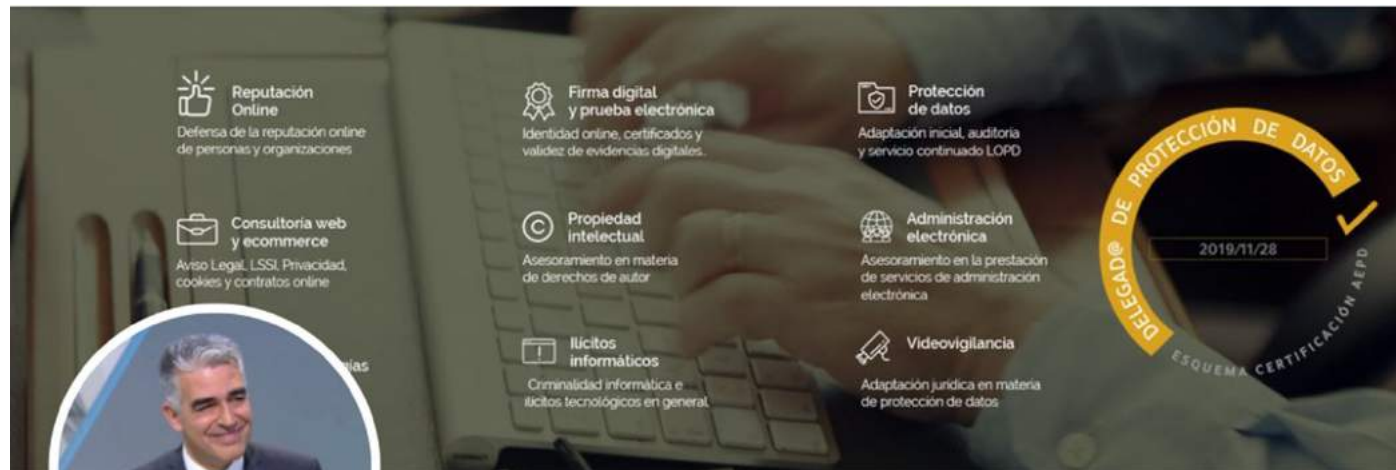 Reputación
Online
Defensa de la reputación online
de personas y organizaciones
Firma digital
y prueba electrónica
Identidad online, certificados y
validez de evidencias digitales.
Protección
de datos
Adaptación inicial, auditoria
y servicio continuado LOPD
Consultoría web
y ecommerce
Aviso Legal, LSSI, Privacidad,
cookies y contratos online
Propiedad
intelectual
Asesoramiento en materia
de derechos de autor
Administración
electrónica
Asesoramiento en la prestación
de servicios de administración
electrónica
Ilícitos
informáticos
Criminalidad informática e
ilícitos tecnológicos en general
Videovigilancia
Adaptación jurídica en materia
de protección de datos
DELEGAD@ DE PROTECCIÓN DE DATOS
2019/11/28
ESQUEMA CERTIFICACIÓN AEPD